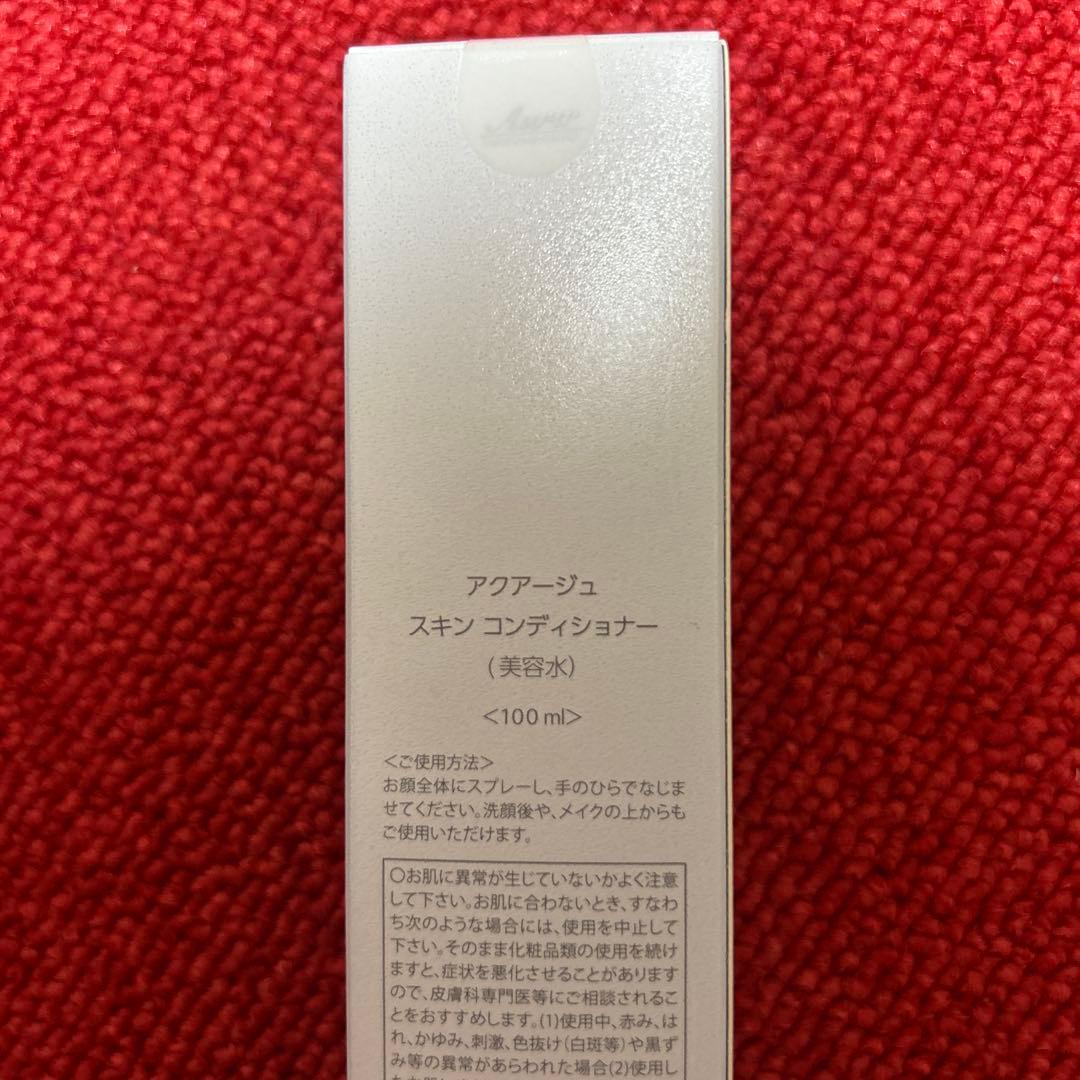 アクアージュ
スキン コンディショナー
(美容水)
<100 ml>
<ご使用方法>
お顔全体にスプレーし、手のひらでなじま
せてください。洗顔後や、メイクの上からも
ご使用いただけます。
○お肌に異常が生じていないかよく注意
して下さい。お肌に合わないとき、すなわ
ち次のような場合には、使用を中止して
下さい。そのまま化粧品類の使用を続け
ますと、症状を悪化させることがあります
ので、皮膚科専門医等にご相談されるこ
とをおすすめします。(1)使用中、赤み、は
れ、かゆみ、刺激、色抜け(白斑等)や黒ず
み等の異常があらわれた場合(2)使用し